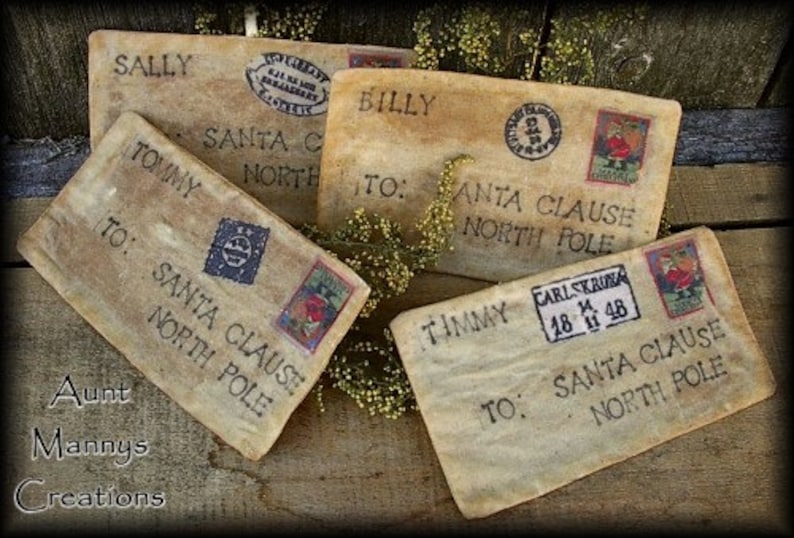 SALLY
SANTA CLAUSE
NORTH
BILLY
TO: SANTA CLAUSE
NORTH POLE
TOMMY
TO: SANTA CLAUSE
NORTH POLE
TIMMY
CARLSKRONA
14
18 11 48
TO: SANTA CLAUSE
NORTH POLE
Aunt
Mannys
Creations